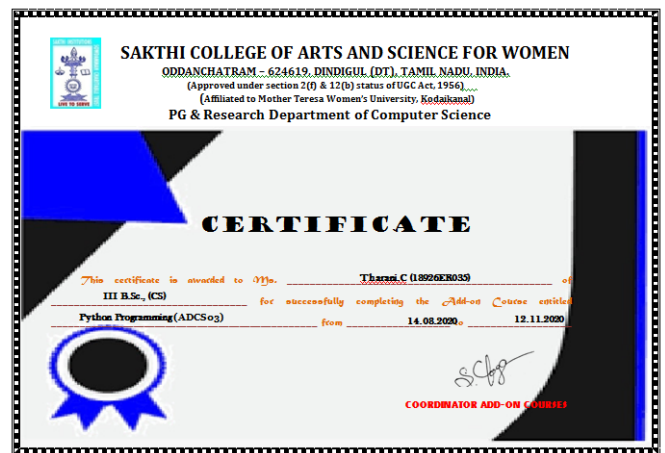 SAKTHI COLLEGE OF ARTS AND SCIENCE FOR WOMEN
ODDANCHATRAM – 624619, DINDIGUL (DT), TAMIL NADU, INDIA.
(Approved under section 2(f) & 12(b) status of UGC Act, 1956)
(Affiliated to Mother Teresa Women's University, Kodaikanal)
PG & Research Department of Computer Science
LIVE TO SERVE
CERTIFICATE
This certificate is awarded to Ms. Tharani.C (18926ER035) of
III B.Sc., (CS) for successfully completing the Add-on Course entitled
Python Programming (ADCS03) from 14.08.2020 to 12.11.2020
COORDINATOR ADD-ON COURSES